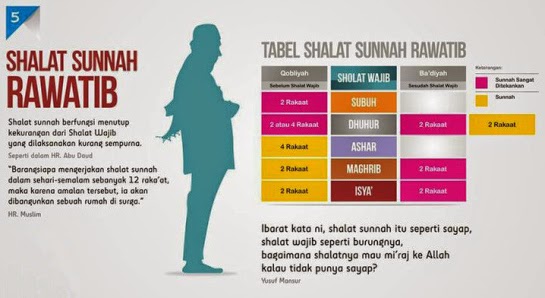 5
SHALAT SUNNAH
RAWATIB
Shalat sunnah berfungsi menutup
kekurangan dari Shalat Wajib
yang dilaksanakan kurang sempurna.
Seperti dalam HR. Abu Daud
"Barangsiapa mengerjakan shalat sunnah
dalam sehari-semalam sebanyak 12 raka'at,
maka karena amalan tersebut, ia akan
dibangunkan sebuah rumah di surga."
HR. Muslim
TABEL SHALAT SUNNAH RAWATIB
Qobliyah SHOLAT WAJIB Ba'diyah
Sebelum Shalat Wajib Sesudah Shalat Wajib
2 Rakaat SUBUH
2 atau 4 Rakaat DHUHUR 2 Rakaat 2 Rakaat
4 Rakaat ASHAR
2 Rakaat MAGHRIB 2 Rakaat
2 Rakaat ISYA' 2 Rakaat
Keterangan:
Sunnah Sangat
Ditekankan
Sunnah
Ibarat kata ni, shalat sunnah itu seperti sayap,
shalat wajib seperti burungnya,
bagaimana shalatnya mau mi'raj ke Allah
kalau tidak punya sayap?
Yusuf Mansur